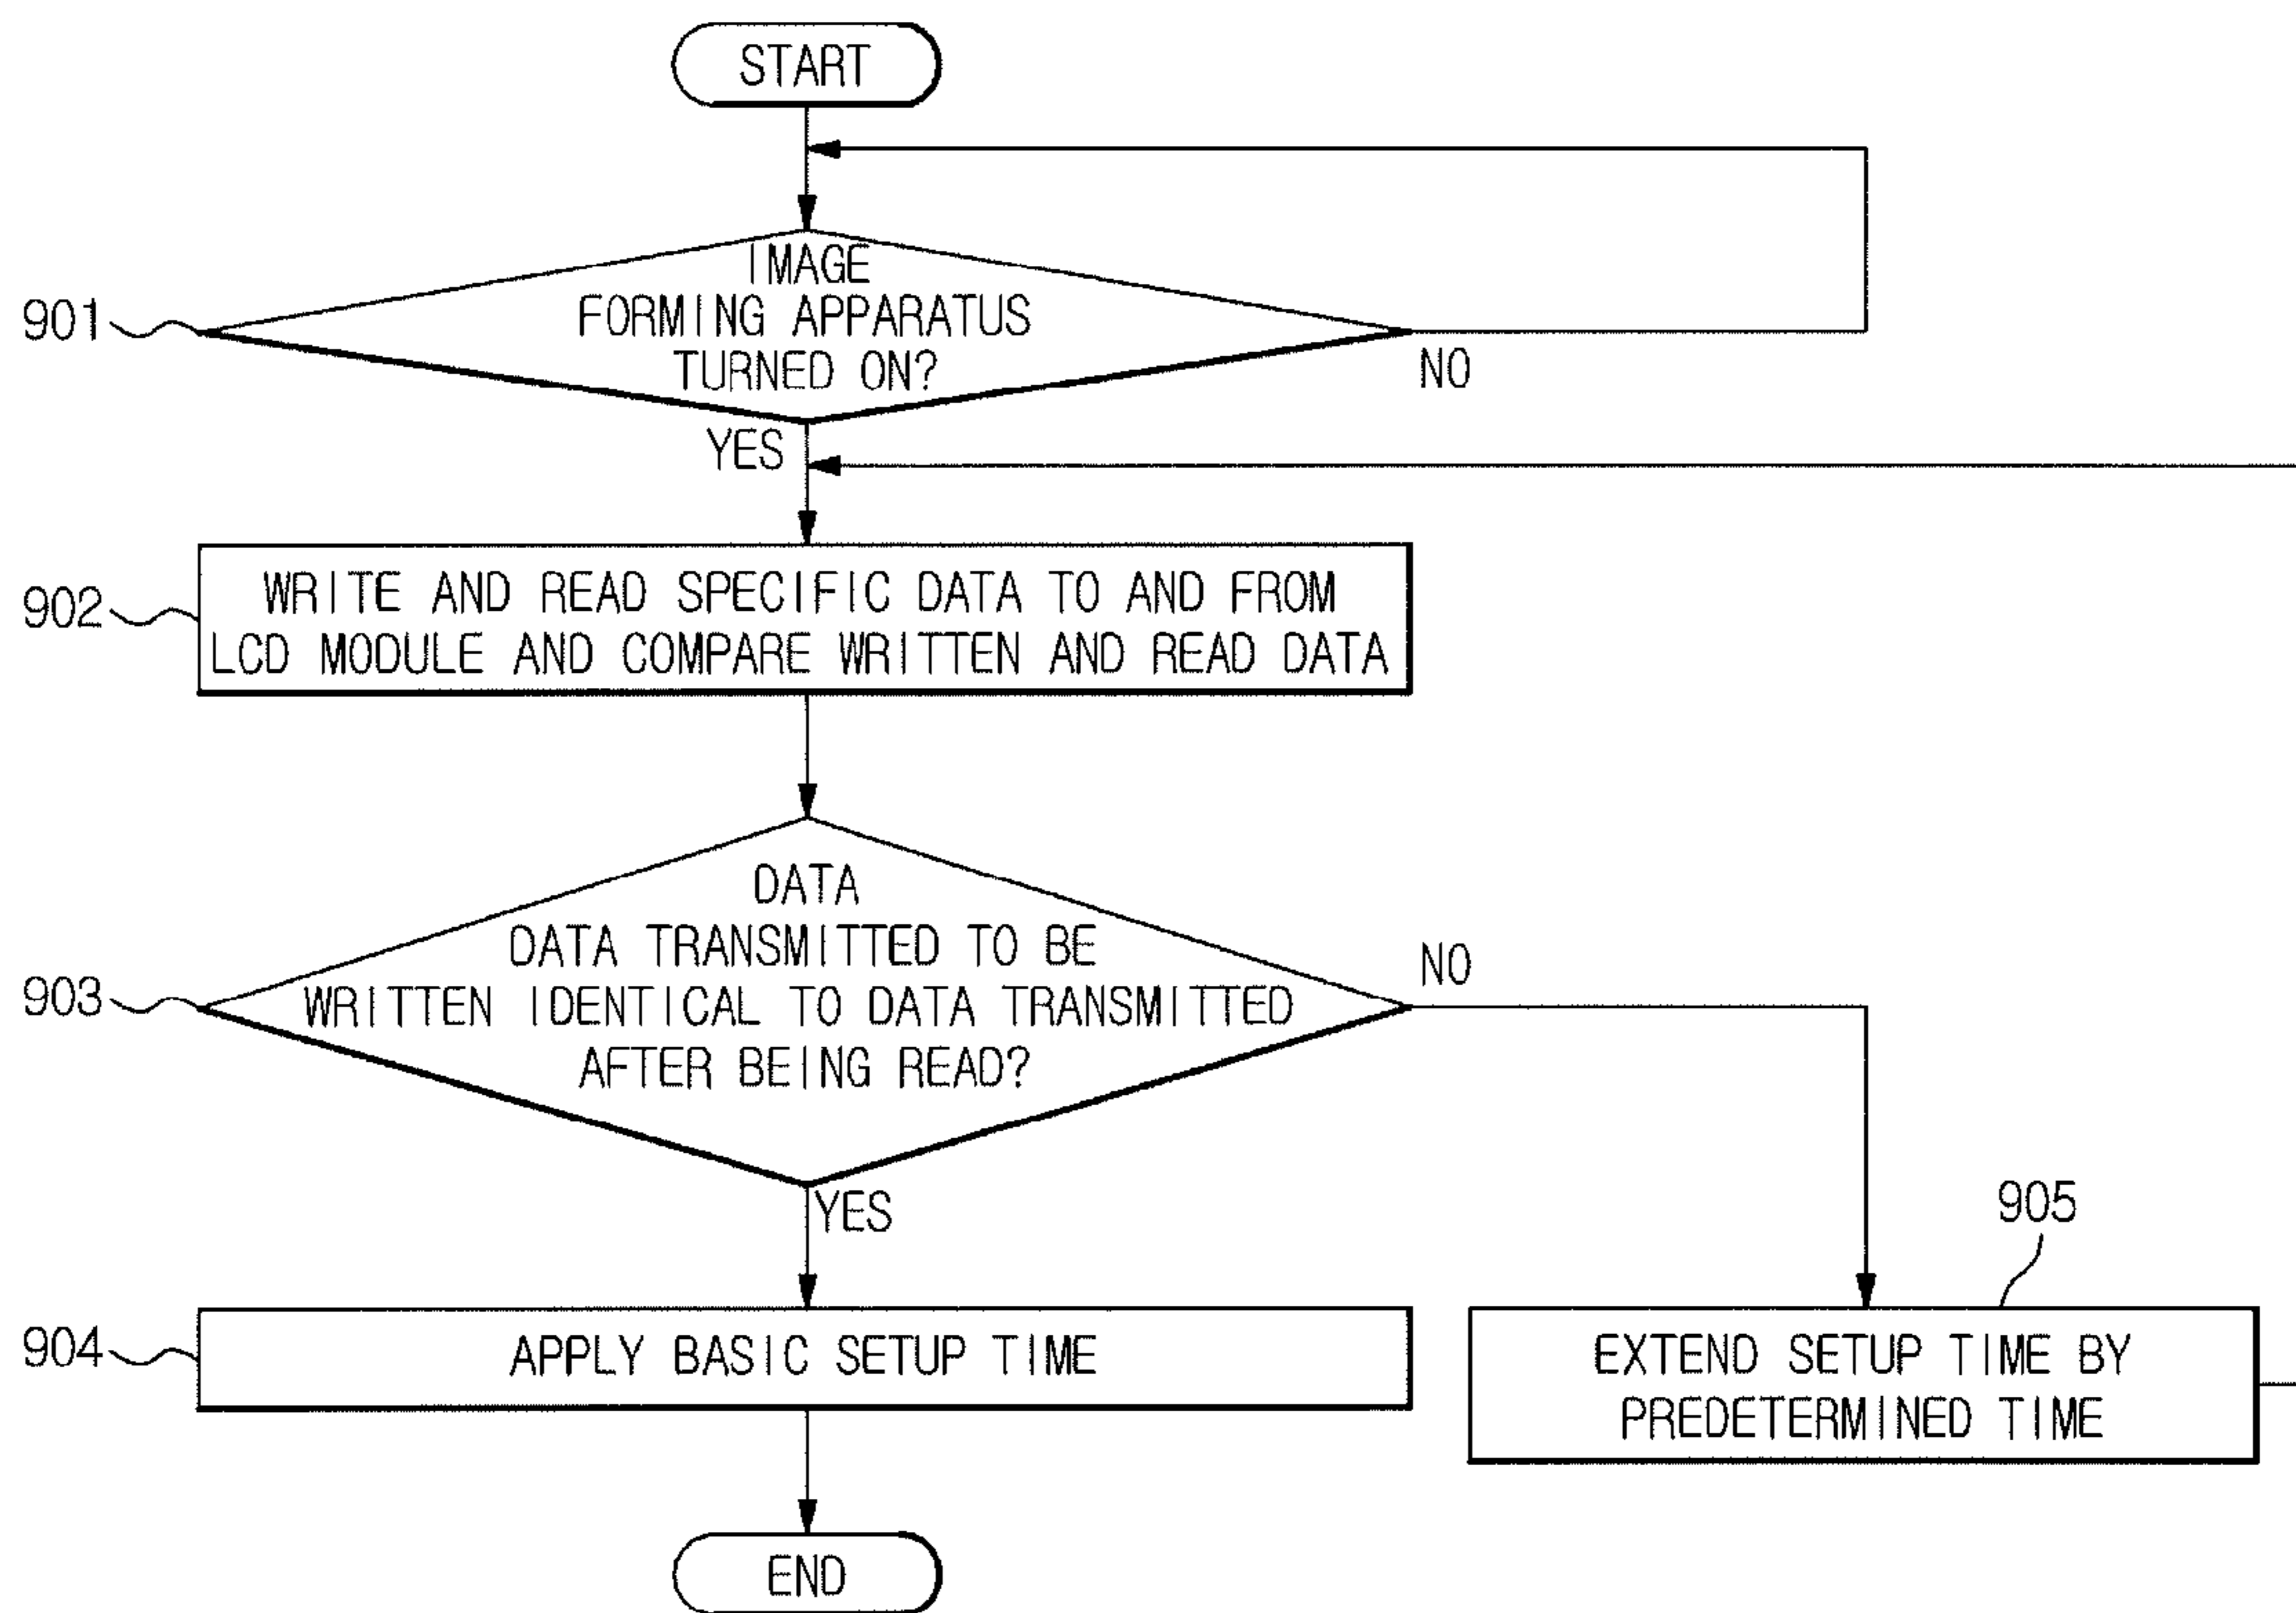 START
IMAGE
FORMING APPARATUS
TURNED ON?
901
NO
YES
902
WRITE AND READ SPECIFIC DATA TO AND FROM
LCD MODULE AND COMPARE WRITTEN AND READ DATA
DATA
DATA TRANSMITTED TO BE
WRITTEN IDENTICAL TO DATA TRANSMITTED
AFTER BEING READ?
903
NO
YES
905
904
APPLY BASIC SETUP TIME
EXTEND SETUP TIME BY
PREDETERMINED TIME
END